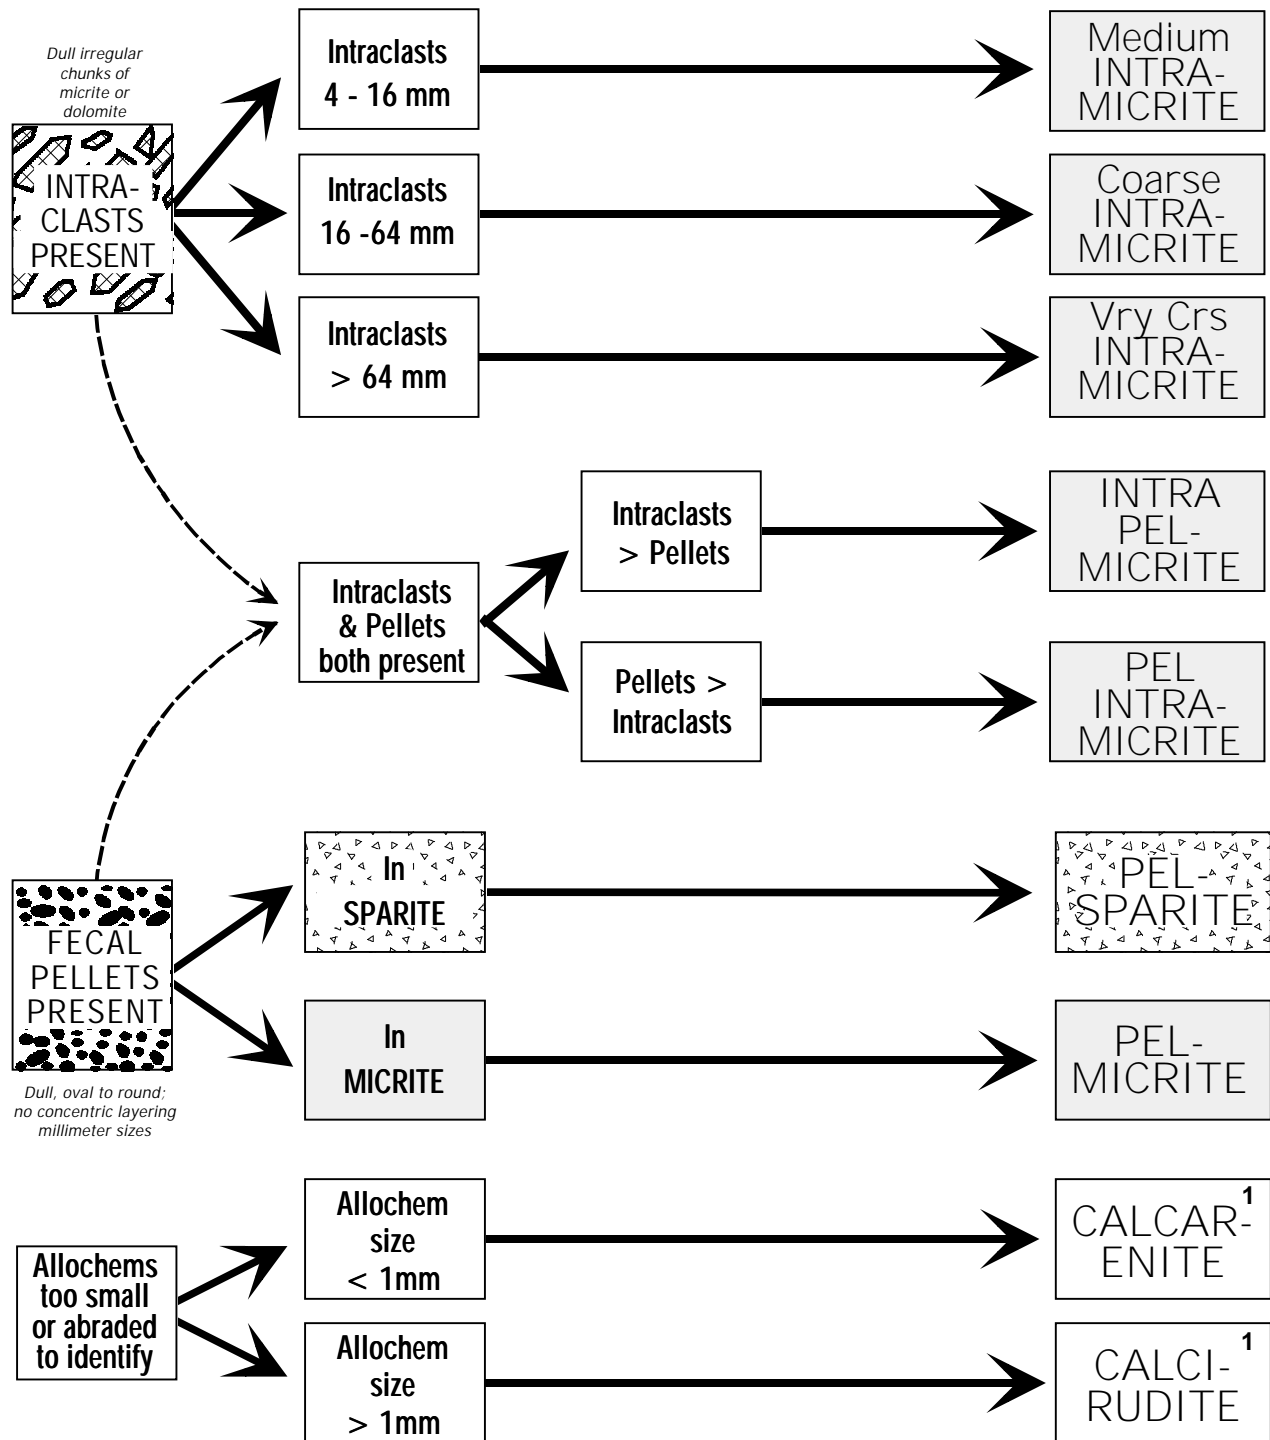 Dull irregular
chunks of
micrite or
dolomite
INTRA-
CLASTS
PRESENT
Intraclasts
4 - 16 mm
Medium
INTRA-
MICRITE
Intraclasts
16 -64 mm
Coarse
INTRA-
MICRITE
Intraclasts
> 64 mm
Vry Crs
INTRA-
MICRITE
Intraclasts
& Pellets
both present
Intraclasts
> Pellets
INTRA
PEL-
MICRITE
Pellets >
Intraclasts
PEL
INTRA-
MICRITE
FECAL
PELLETS
PRESENT
Dull, oval to round;
no concentric layering
millimeter sizes
In
SPARITE
PEL-
SPARITE
In
MICRITE
PEL-
MICRITE
Allochems
too small
or abraded
to identify
Allochem
size
< 1mm
CALCAR-1
ENITE
Allochem
size
> 1mm
CALCI-1
RUDITE